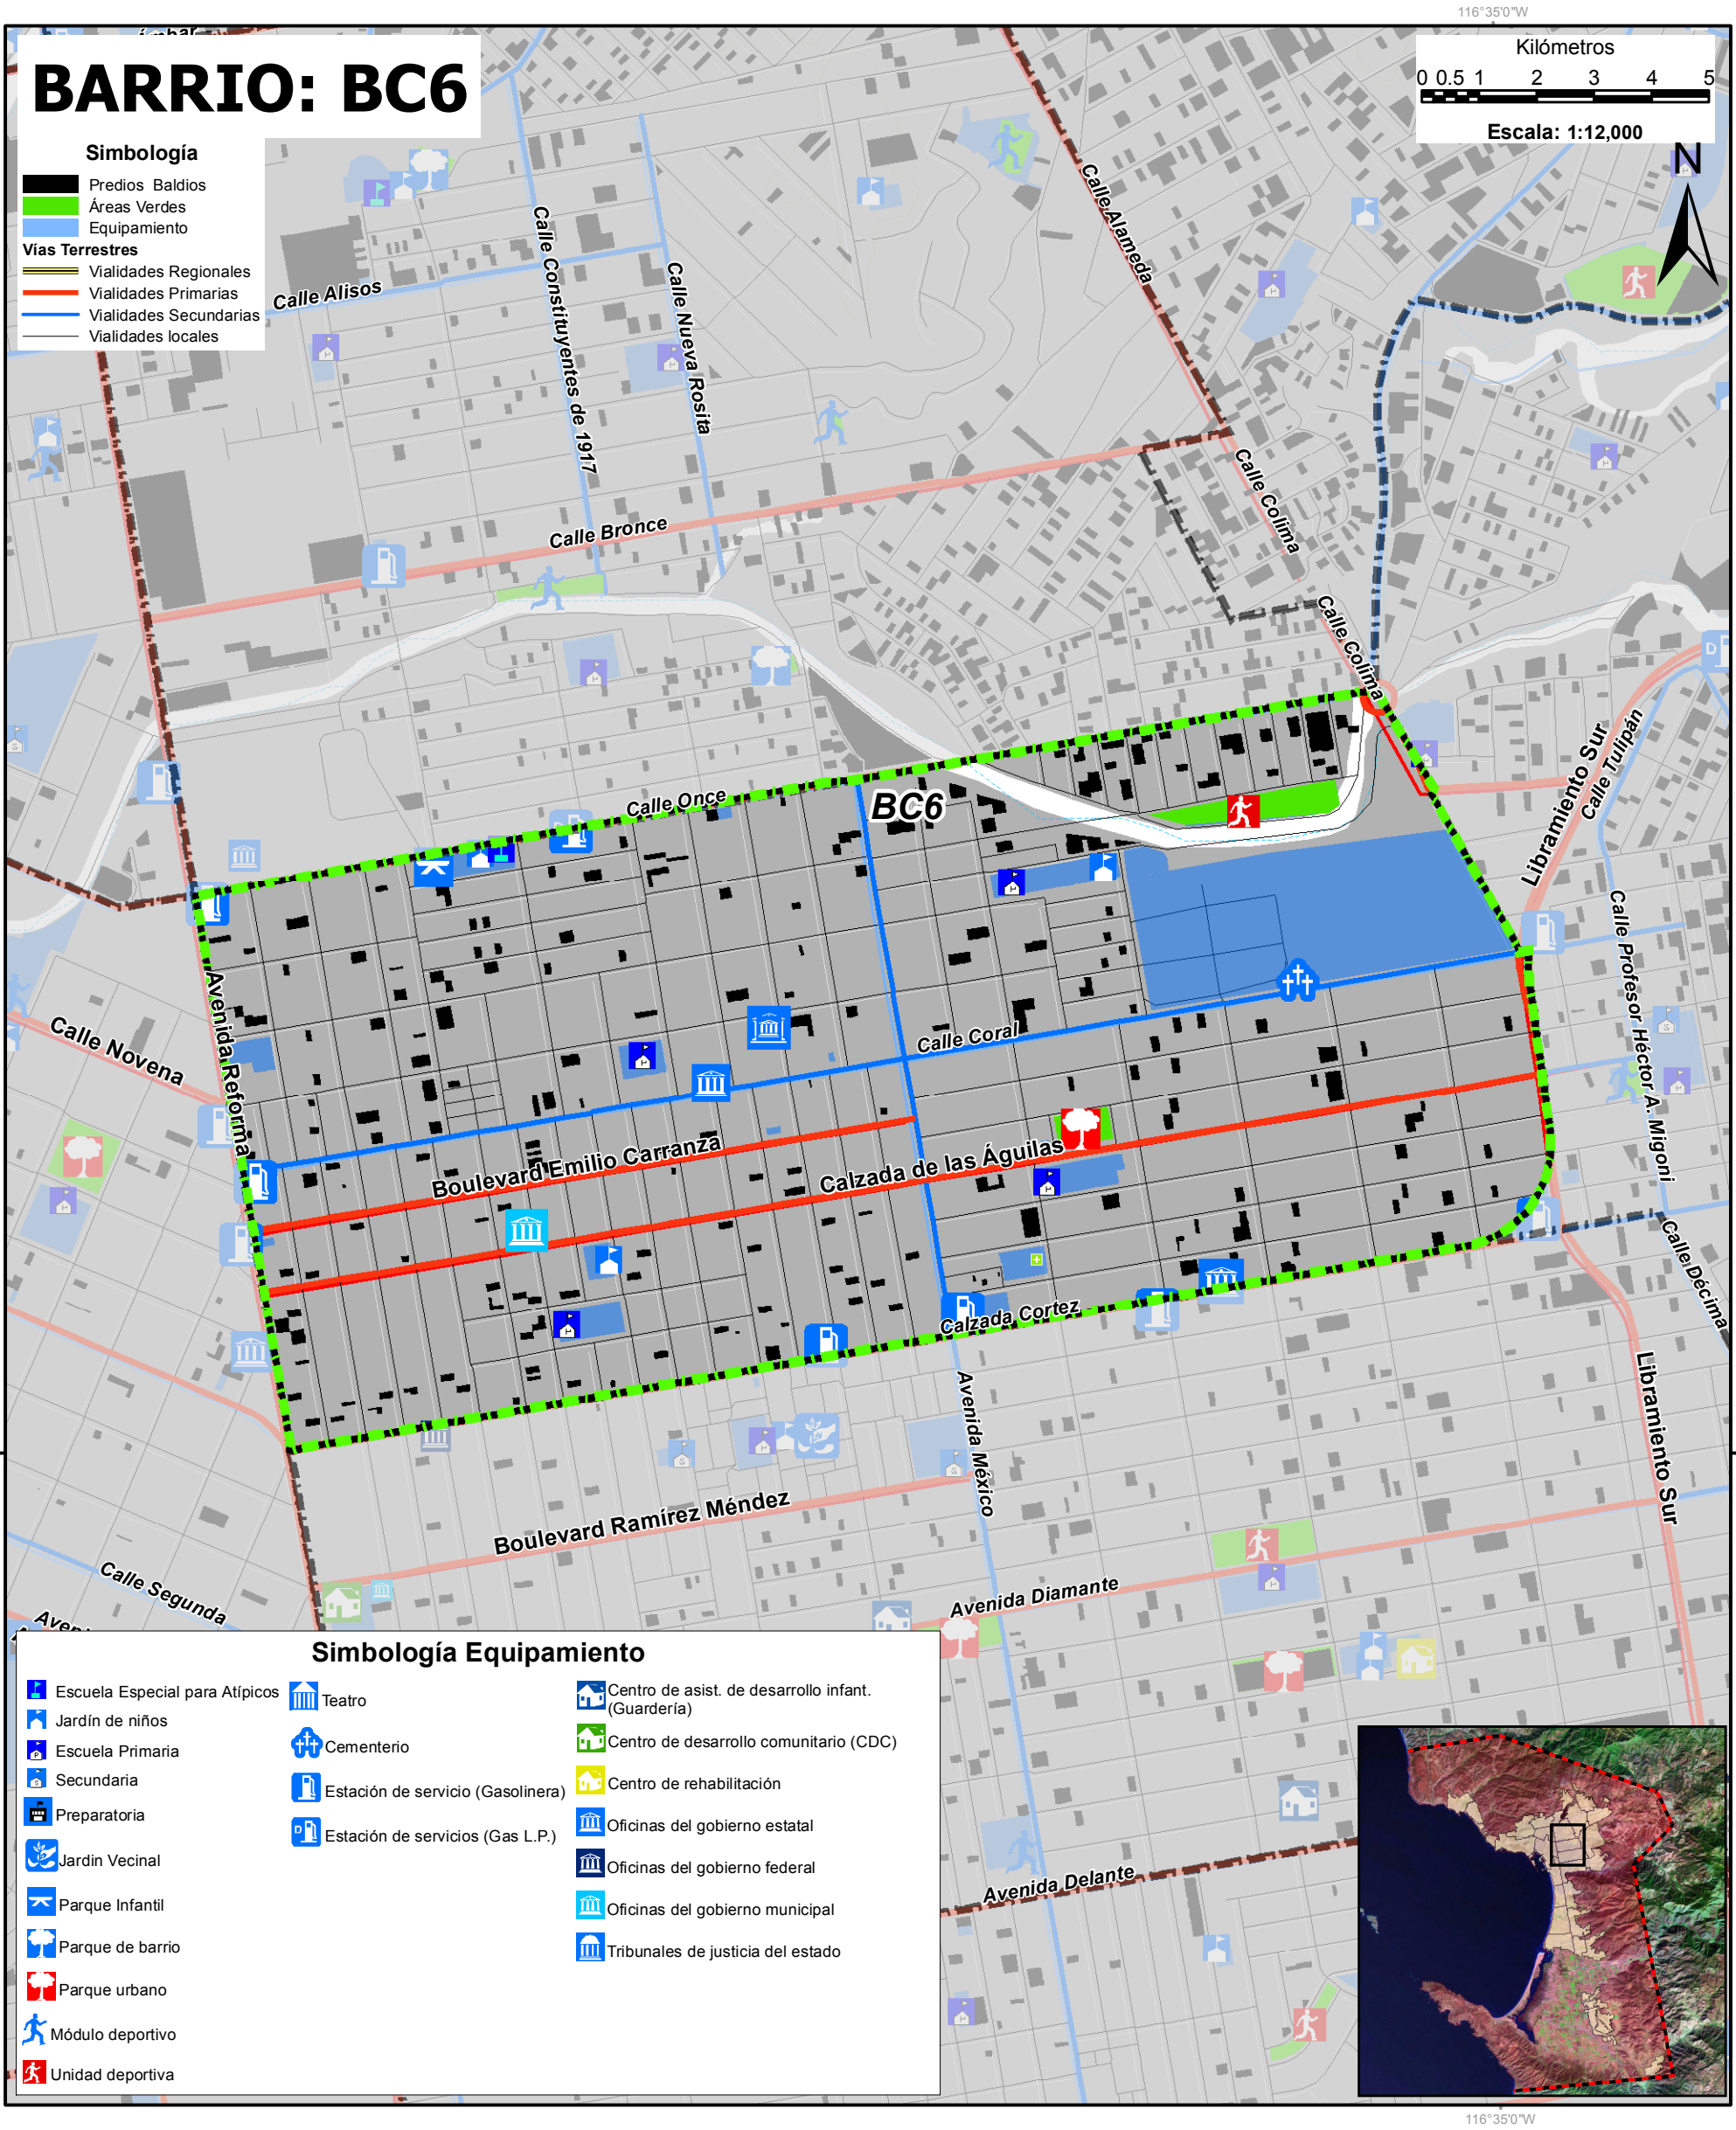 116°35'0"W
BARRIO: BC6
Kilómetros
0 0.5 1 2 3 4 5
Escala: 1:12,000
N
Simbología
Predios Baldios
Áreas Verdes
Equipamiento
Vías Terrestres
Vialidades Regionales
Vialidades Primarias
Vialidades Secundarias
Vialidades locales
Calle Alisos
Calle Constituyentes de 1917
Calle Nueva Rosita
Calle Alameda
Calle Bronce
Calle Colima
Calle Colima
Libramiento Sur
Calle Tulipán
Calle Once
BC6
Calle Profesor Héctor A. Migoni
Avenida Reforma
Calle Novena
Calle Coral
Boulevard Emilio Carranza
Calzada de las Águilas
Calzada Cortez
Calle Décima
Avenida México
Libramiento Sur
Boulevard Ramírez Méndez
Calle Segunda
Avenida Diamante
Avenida Delante
Simbología Equipamiento
Escuela Especial para Atípicos
Jardín de niños
Escuela Primaria
Secundaria
Preparatoria
Jardin Vecinal
Parque Infantil
Parque de barrio
Parque urbano
Módulo deportivo
Unidad deportiva
Teatro
Cementerio
Estación de servicio (Gasolinera)
Estación de servicios (Gas L.P.)
Centro de asist. de desarrollo infant.
(Guardería)
Centro de desarrollo comunitario (CDC)
Centro de rehabilitación
Oficinas del gobierno estatal
Oficinas del gobierno federal
Oficinas del gobierno municipal
Tribunales de justicia del estado
116°35'0"W